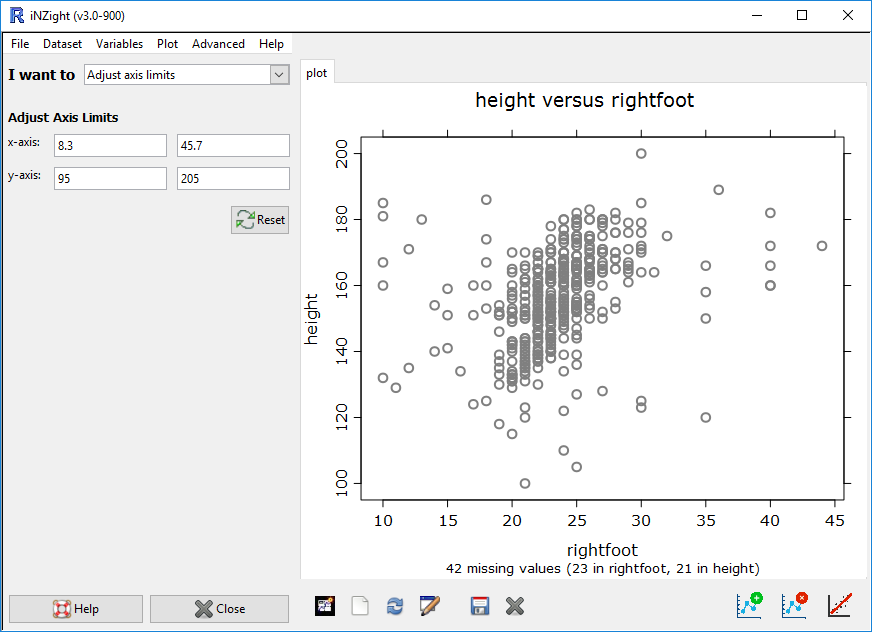 iNZight (v3.0-900)
File Dataset Variables Plot Advanced Help
I want to Adjust axis limits
plot
Adjust Axis Limits
x-axis: 8.3 45.7
y-axis: 95 205
Reset
height versus rightfoot
200
180
160
140
120
100
height
10 15 20 25 30 35 40 45
rightfoot
42 missing values (23 in rightfoot, 21 in height)
Help Close